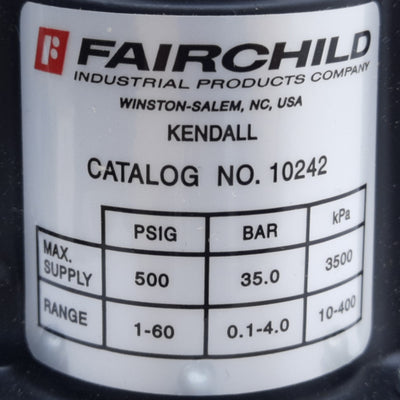 FAIRCHILD
INDUSTRIAL PRODUCTS COMPANY
WINSTON-SALEM, NC, USA
KENDALL
CATALOG NO. 10242
PSIG BAR kPa
MAX. SUPPLY 500 35.0 3500
RANGE 1-60 0.1-4.0 10-400